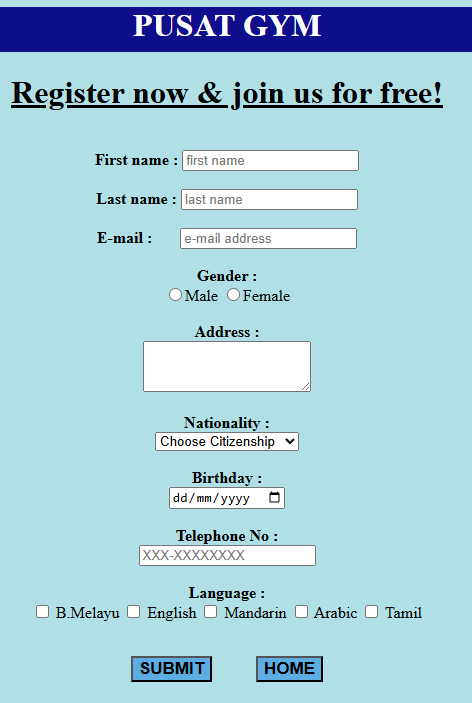 PUSAT GYM
Register now & join us for free!
First name : first name
Last name : last name
E-mail : e-mail address
Gender :
Male Female
Address :
Nationality :
Choose Citizenship
Birthday :
dd/mm/yyyy
Telephone No :
XXX-XXXXXXXX
Language :
B.Melayu English Mandarin Arabic Tamil
SUBMIT HOME